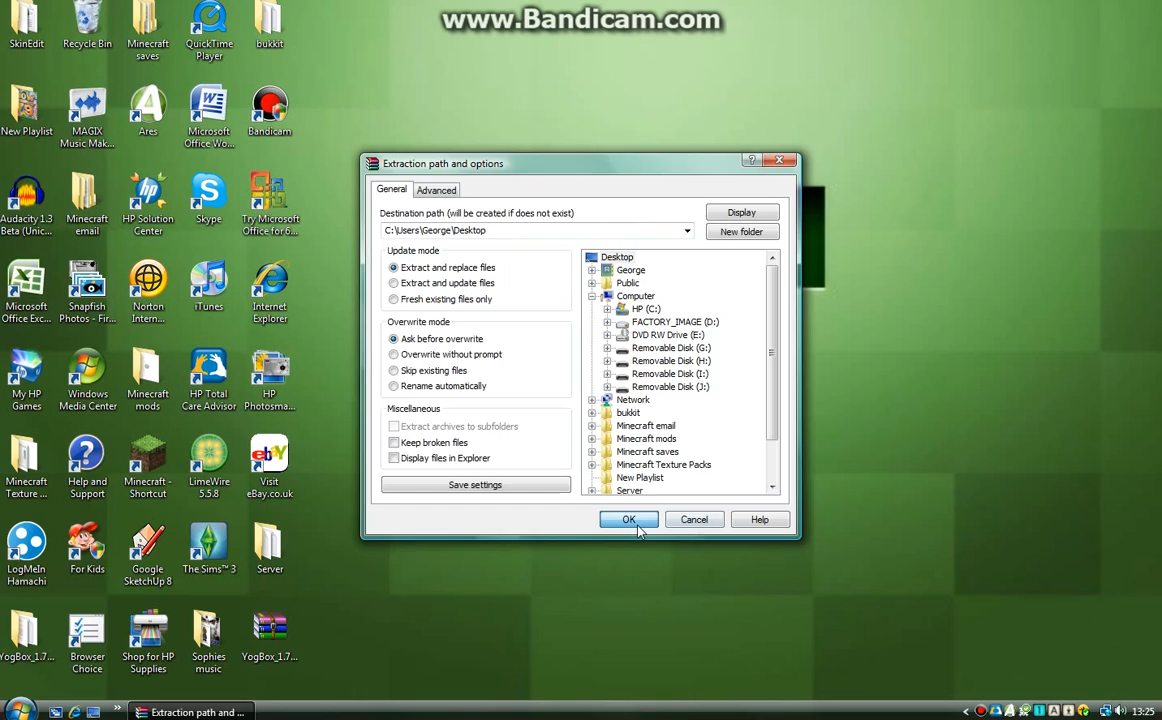 www.Bandicam.com
SkinEdit
Recycle Bin
Minecraft
saves
QuickTime
Player
bukkit
New Playlist
MAGIX
Music Mak...
Ares
Microsoft
Office Wo...
Bandicam
Audacity 1.3
Beta (Unic...
Minecraft
email
HP Solution
Center
Skype
Try Microsoft
Office for 6...
Microsoft
Office Exc...
Snapfish
Photos - Fir...
Norton
Intern...
iTunes
Internet
Explorer
My HP
Games
Windows
Media Center
Minecraft
mods
HP Total
Care Advisor
HP
Photosma...
Minecraft
Texture ...
Help and
Support
Minecraft -
Shortcut
LimeWire
5.5.8
Visit
eBay.co.uk
LogMeIn
Hamachi
For Kids
Google
SketchUp 8
The Sims™ 3
Server
YogBox_1.7...
Browser
Choice
Shop for HP
Supplies
Sophies
music
YogBox_1.7...
Extraction path and options
General
Advanced
Destination path (will be created if does not exist)
Display
C:\Users\George\Desktop
New folder
Update mode
Extract and replace files
Extract and update files
Fresh existing files only
Overwrite mode
Ask before overwrite
Overwrite without prompt
Skip existing files
Rename automatically
Miscellaneous
Extract archives to subfolders
Keep broken files
Display files in Explorer
Save settings
Desktop
George
Public
Computer
HP (C:)
FACTORY_IMAGE (D:)
DVD RW Drive (E:)
Removable Disk (G:)
Removable Disk (H:)
Removable Disk (I:)
Removable Disk (J:)
Network
bukkit
Minecraft email
Minecraft mods
Minecraft saves
Minecraft Texture Packs
New Playlist
Server
OK
Cancel
Help
Extraction path and ...
13:25